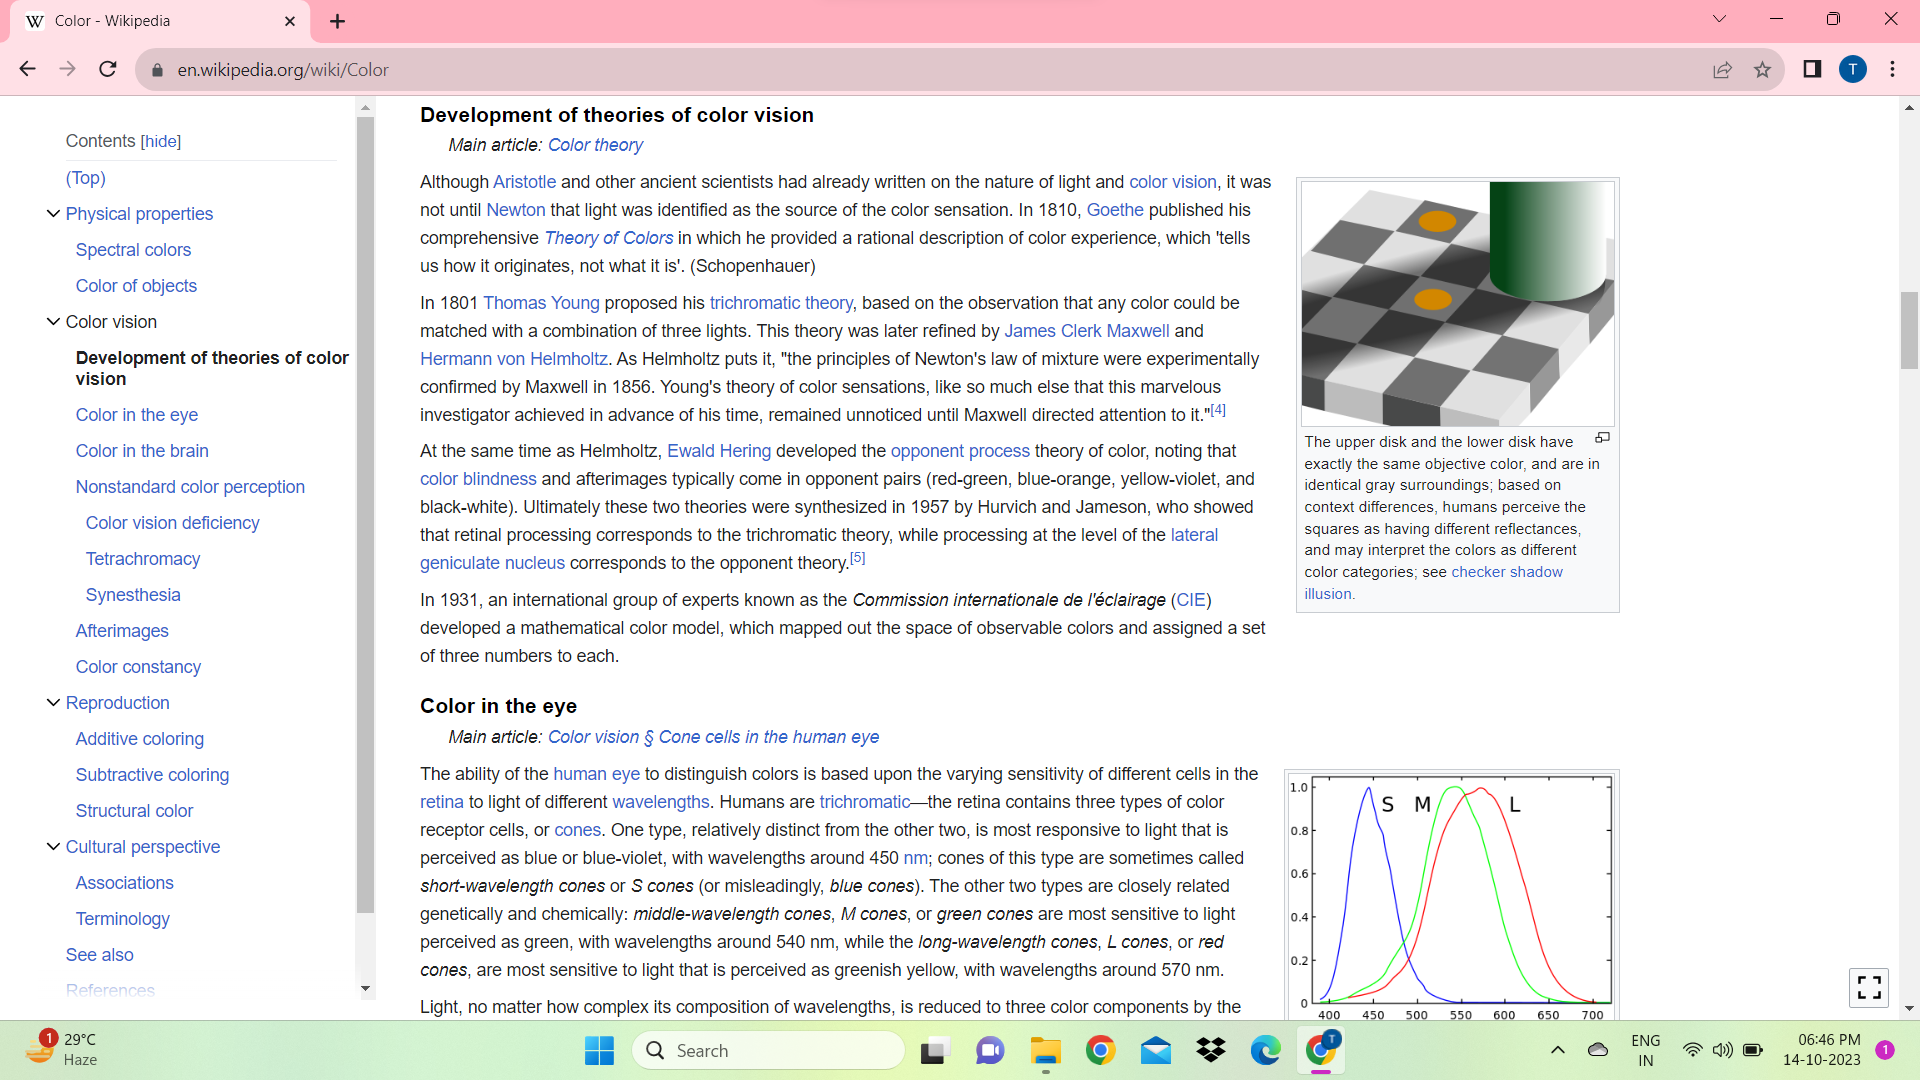 Color - Wikipedia
en.wikipedia.org/wiki/Color
T
Contents [hide]
(Top)
Physical properties
Spectral colors
Color of objects
Color vision
Development of theories of color
vision
Color in the eye
Color in the brain
Nonstandard color perception
Color vision deficiency
Tetrachromacy
Synesthesia
Afterimages
Color constancy
Reproduction
Additive coloring
Subtractive coloring
Structural color
Cultural perspective
Associations
Terminology
See also
References
Development of theories of color vision
Main article: Color theory
Although Aristotle and other ancient scientists had already written on the nature of light and color vision, it was
not until Newton that light was identified as the source of the color sensation. In 1810, Goethe published his
comprehensive Theory of Colors in which he provided a rational description of color experience, which 'tells
us how it originates, not what it is'. (Schopenhauer)
In 1801 Thomas Young proposed his trichromatic theory, based on the observation that any color could be
matched with a combination of three lights. This theory was later refined by James Clerk Maxwell and
Hermann von Helmholtz. As Helmholtz puts it, "the principles of Newton's law of mixture were experimentally
confirmed by Maxwell in 1856. Young's theory of color sensations, like so much else that this marvelous
investigator achieved in advance of his time, remained unnoticed until Maxwell directed attention to it."[4]
At the same time as Helmholtz, Ewald Hering developed the opponent process theory of color, noting that
color blindness and afterimages typically come in opponent pairs (red-green, blue-orange, yellow-violet, and
black-white). Ultimately these two theories were synthesized in 1957 by Hurvich and Jameson, who showed
that retinal processing corresponds to the trichromatic theory, while processing at the level of the lateral
geniculate nucleus corresponds to the opponent theory.[5]
In 1931, an international group of experts known as the Commission internationale de l'éclairage (CIE)
developed a mathematical color model, which mapped out the space of observable colors and assigned a set
of three numbers to each.
The upper disk and the lower disk have
exactly the same objective color, and are in
identical gray surroundings; based on
context differences, humans perceive the
squares as having different reflectances,
and may interpret the colors as different
color categories; see checker shadow
illusion.
Color in the eye
Main article: Color vision § Cone cells in the human eye
The ability of the human eye to distinguish colors is based upon the varying sensitivity of different cells in the
retina to light of different wavelengths. Humans are trichromatic—the retina contains three types of color
receptor cells, or cones. One type, relatively distinct from the other two, is most responsive to light that is
perceived as blue or blue-violet, with wavelengths around 450 nm; cones of this type are sometimes called
short-wavelength cones or S cones (or misleadingly, blue cones). The other two types are closely related
genetically and chemically: middle-wavelength cones, M cones, or green cones are most sensitive to light
perceived as green, with wavelengths around 540 nm, while the long-wavelength cones, L cones, or red
cones, are most sensitive to light that is perceived as greenish yellow, with wavelengths around 570 nm.
Light, no matter how complex its composition of wavelengths, is reduced to three color components by the
S M L
1.0
0.8
0.6
0.4
0.2
0
400 450 500 550 600 650 700
1
29°C
Haze
Search
T
ENG
IN
06:46 PM
14-10-2023
1